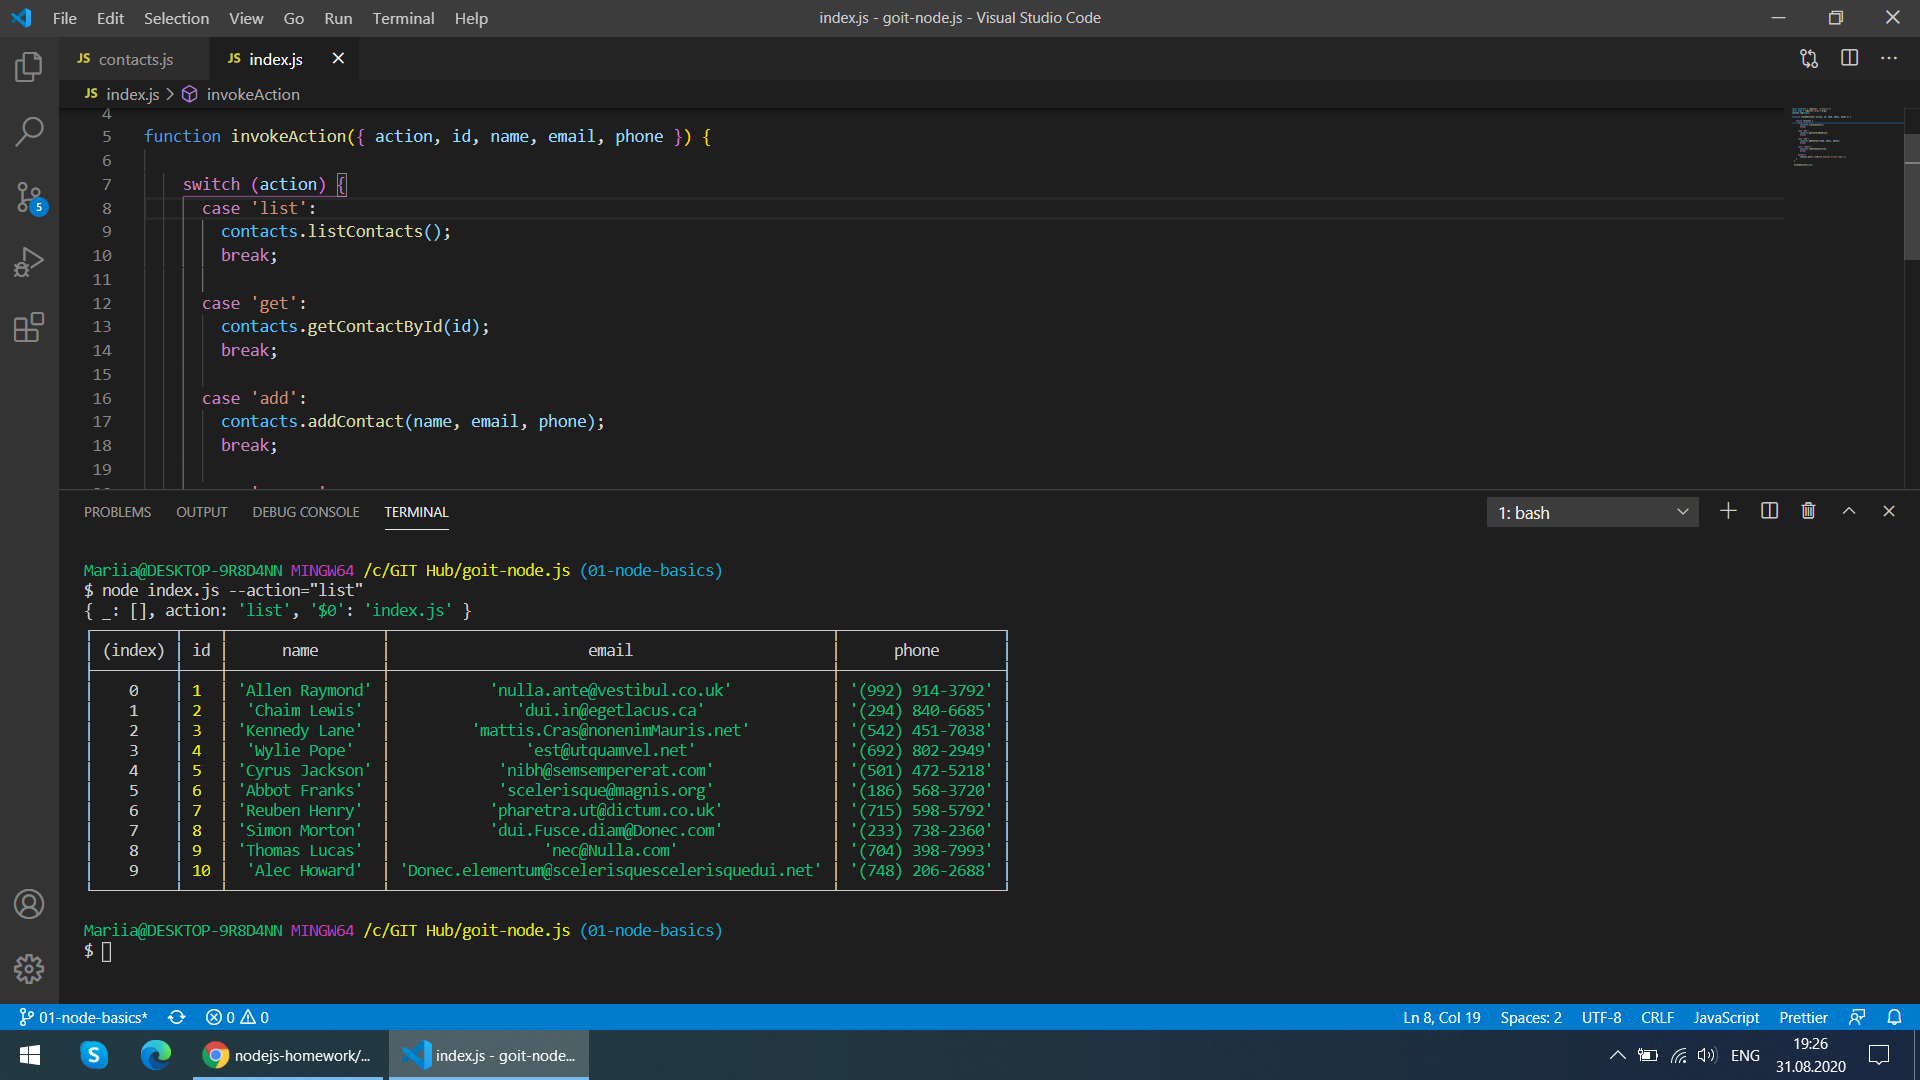 File Edit Selection View Go Run Terminal Help
index.js - goit-node.js - Visual Studio Code
JS contacts.js
JS index.js
JS index.js > invokeAction
4
5 function invokeAction({ action, id, name, email, phone }) {
6
7 switch (action) {
8 case 'list':
9 contacts.listContacts();
10 break;
11
12 case 'get':
13 contacts.getContactById(id);
14 break;
15
16 case 'add':
17 contacts.addContact(name, email, phone);
18 break;
19
5
PROBLEMS OUTPUT DEBUG CONSOLE TERMINAL
1: bash
Mariia@DESKTOP-9R8D4NN MINGW64 /c/GIT Hub/goit-node.js (01-node-basics)
$ node index.js --action="list"
{ _: [], action: 'list', '$0': 'index.js' }
(index) id name email phone
0 1 'Allen Raymond' 'nulla.ante@vestibul.co.uk' '(992) 914-3792'
1 2 'Chaim Lewis' 'dui.in@egetlacus.ca' '(294) 840-6685'
2 3 'Kennedy Lane' 'mattis.Cras@nonenimMauris.net' '(542) 451-7038'
3 4 'Wylie Pope' 'est@utquamvel.net' '(692) 802-2949'
4 5 'Cyrus Jackson' 'nibh@semsempererat.com' '(501) 472-5218'
5 6 'Abbot Franks' 'scelerisque@magnis.org' '(186) 568-3720'
6 7 'Reuben Henry' 'pharetra.ut@dictum.co.uk' '(715) 598-5792'
7 8 'Simon Morton' 'dui.Fusce.diam@Donec.com' '(233) 738-2360'
8 9 'Thomas Lucas' 'nec@Nulla.com' '(704) 398-7993'
9 10 'Alec Howard' 'Donec.elementum@scelerisquescelerisquedui.net' '(748) 206-2688'
Mariia@DESKTOP-9R8D4NN MINGW64 /c/GIT Hub/goit-node.js (01-node-basics)
$
01-node-basics* 0 0 Ln 8, Col 19 Spaces: 2 UTF-8 CRLF JavaScript Prettier
nodejs-homework/... index.js - goit-node... ENG 19:26
31.08.2020